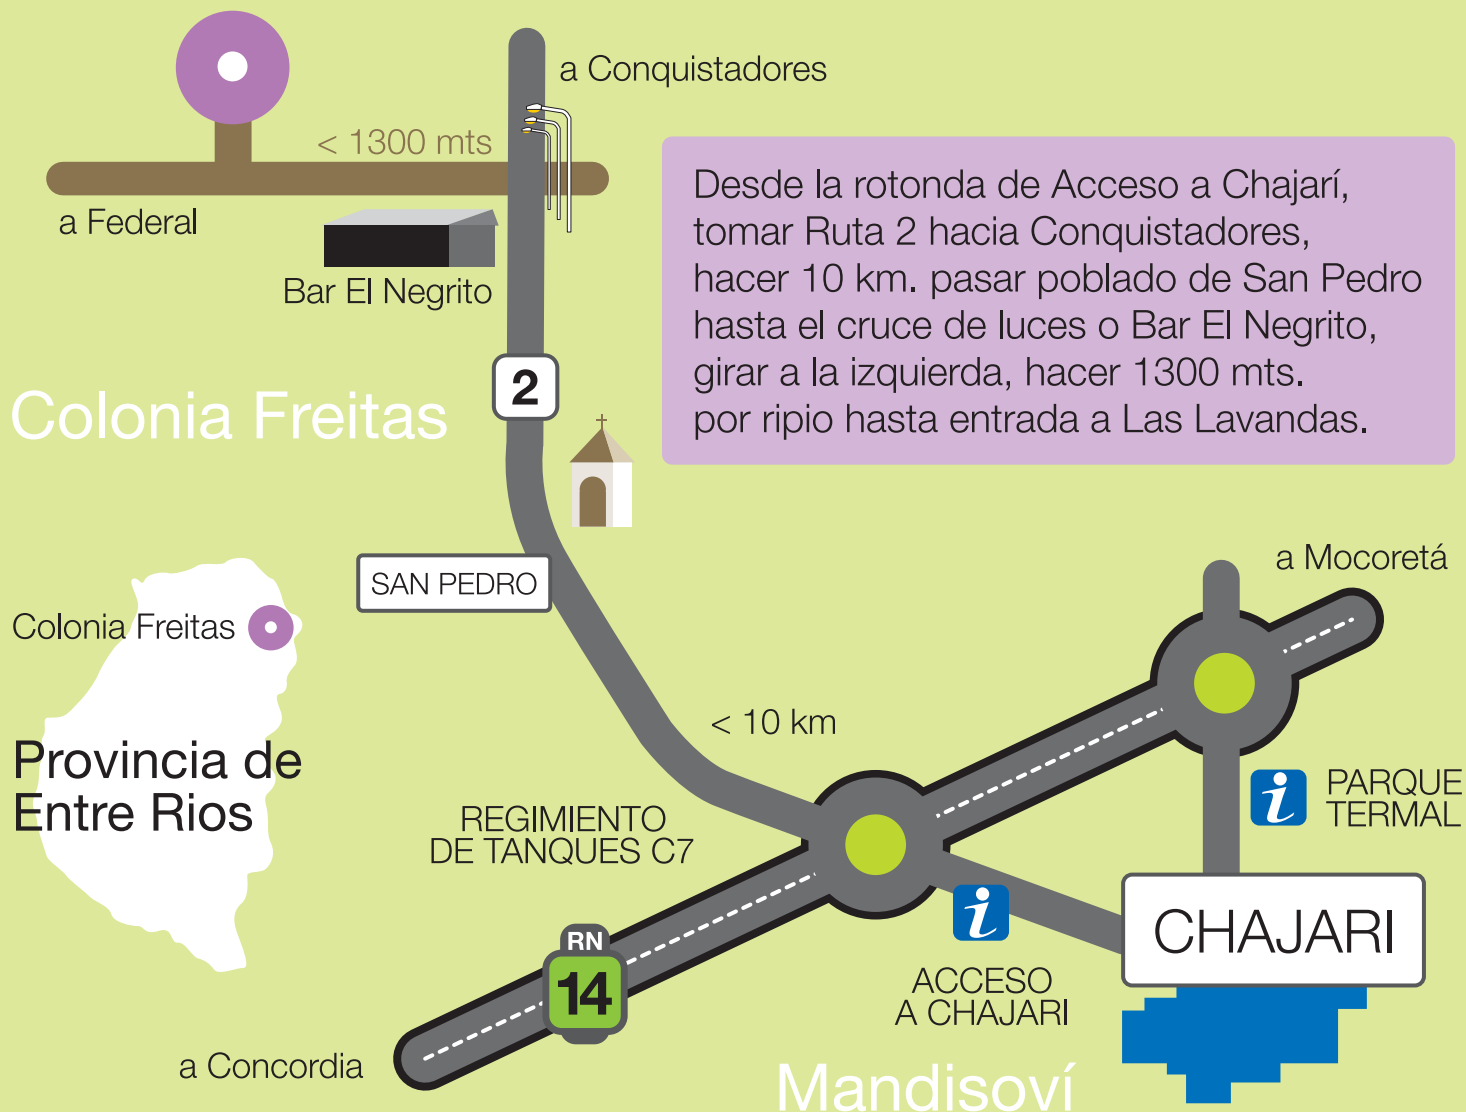 a Conquistadores
< 1300 mts
a Federal
Bar El Negrito
Desde la rotonda de Acceso a Chajarí,
tomar Ruta 2 hacia Conquistadores,
hacer 10 km. pasar poblado de San Pedro
hasta el cruce de luces o Bar El Negrito,
girar a la izquierda, hacer 1300 mts.
por ripio hasta entrada a Las Lavandas.
2
Colonia Freitas
SAN PEDRO
a Mocoretá
Colonia Freitas
Provincia de
Entre Rios
< 10 km
REGIMIENTO
DE TANQUES C7
i
PARQUE
TERMAL
i
CHAJARI
RN
14
ACCESO
A CHAJARI
a Concordia
Mandisoví